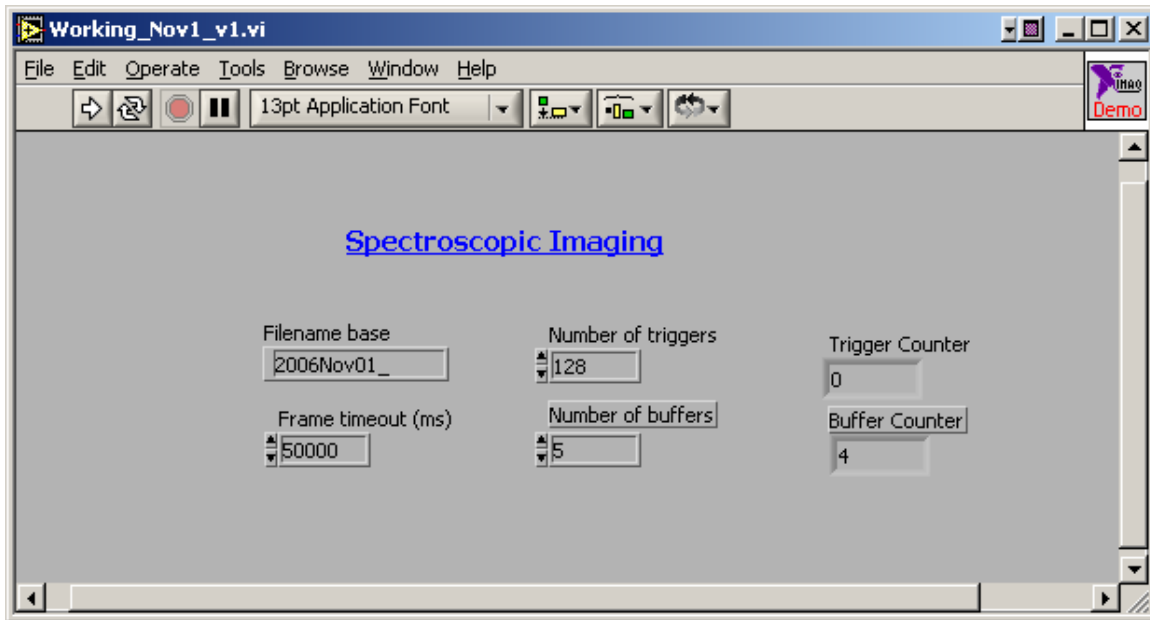 Working_Nov1_v1.vi
File Edit Operate Tools Browse Window Help
13pt Application Font
IMAQ
Demo
Spectroscopic Imaging
Filename base
2006Nov01_
Frame timeout (ms)
50000
Number of triggers
128
Number of buffers
5
Trigger Counter
0
Buffer Counter
4